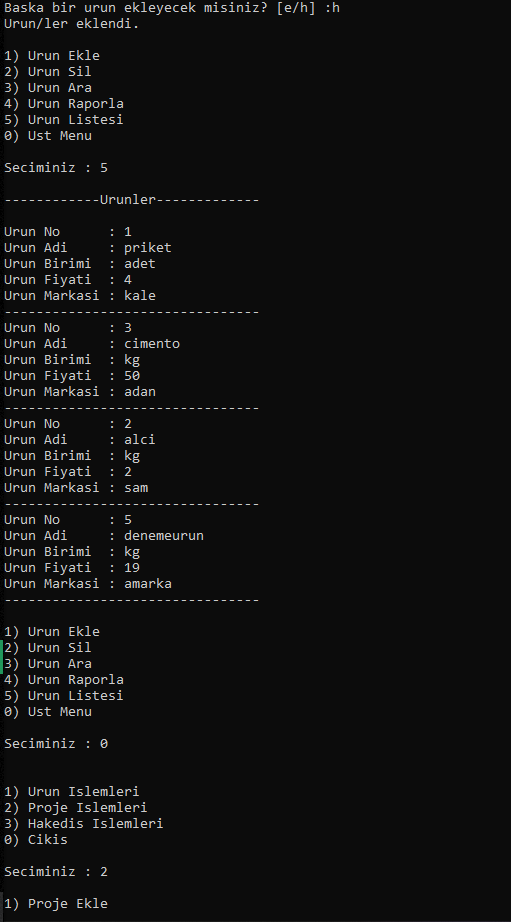 Baska bir urun ekleyecek misiniz? [e/h] :h
Urun/ler eklendi.
1) Urun Ekle
2) Urun Sil
3) Urun Ara
4) Urun Raporla
5) Urun Listesi
0) Ust Menu
Seciminiz : 5
------------Urunler-------------
Urun No      : 1
Urun Adi     : priket
Urun Birimi  : adet
Urun Fiyati  : 4
Urun Markasi : kale
--------------------------------
Urun No      : 3
Urun Adi     : cimento
Urun Birimi  : kg
Urun Fiyati  : 50
Urun Markasi : adan
--------------------------------
Urun No      : 2
Urun Adi     : alci
Urun Birimi  : kg
Urun Fiyati  : 2
Urun Markasi : sam
--------------------------------
Urun No      : 5
Urun Adi     : denemeurun
Urun Birimi  : kg
Urun Fiyati  : 19
Urun Markasi : amarka
--------------------------------
1) Urun Ekle
2) Urun Sil
3) Urun Ara
4) Urun Raporla
5) Urun Listesi
0) Ust Menu
Seciminiz : 0
1) Urun Islemleri
2) Proje Islemleri
3) Hakedis Islemleri
0) Cikis
Seciminiz : 2
1) Proje Ekle